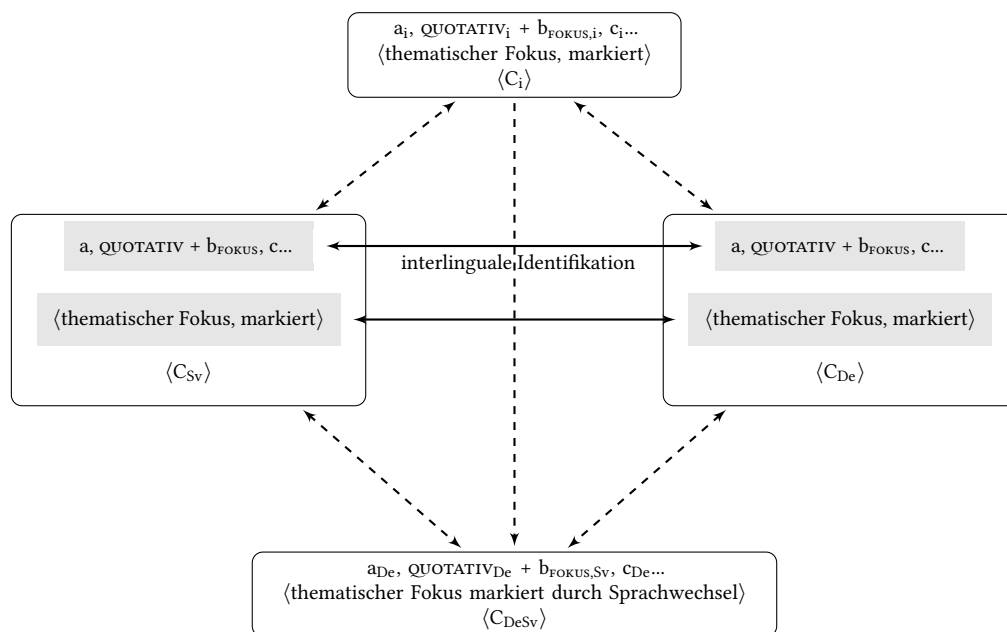 aᵢ, QUOTATIVᵢ + b_FOKUS,i, cᵢ...
⟨thematischer Fokus, markiert⟩
⟨Cᵢ⟩
a, QUOTATIV + b_FOKUS, c...
a, QUOTATIV + b_FOKUS, c...
interlinguale Identifikation
⟨thematischer Fokus, markiert⟩
⟨thematischer Fokus, markiert⟩
⟨C_Sv⟩
⟨C_De⟩
a_De, QUOTATIV_De + b_FOKUS,Sv, c_De...
⟨thematischer Fokus markiert durch Sprachwechsel⟩
⟨C_DeSv⟩